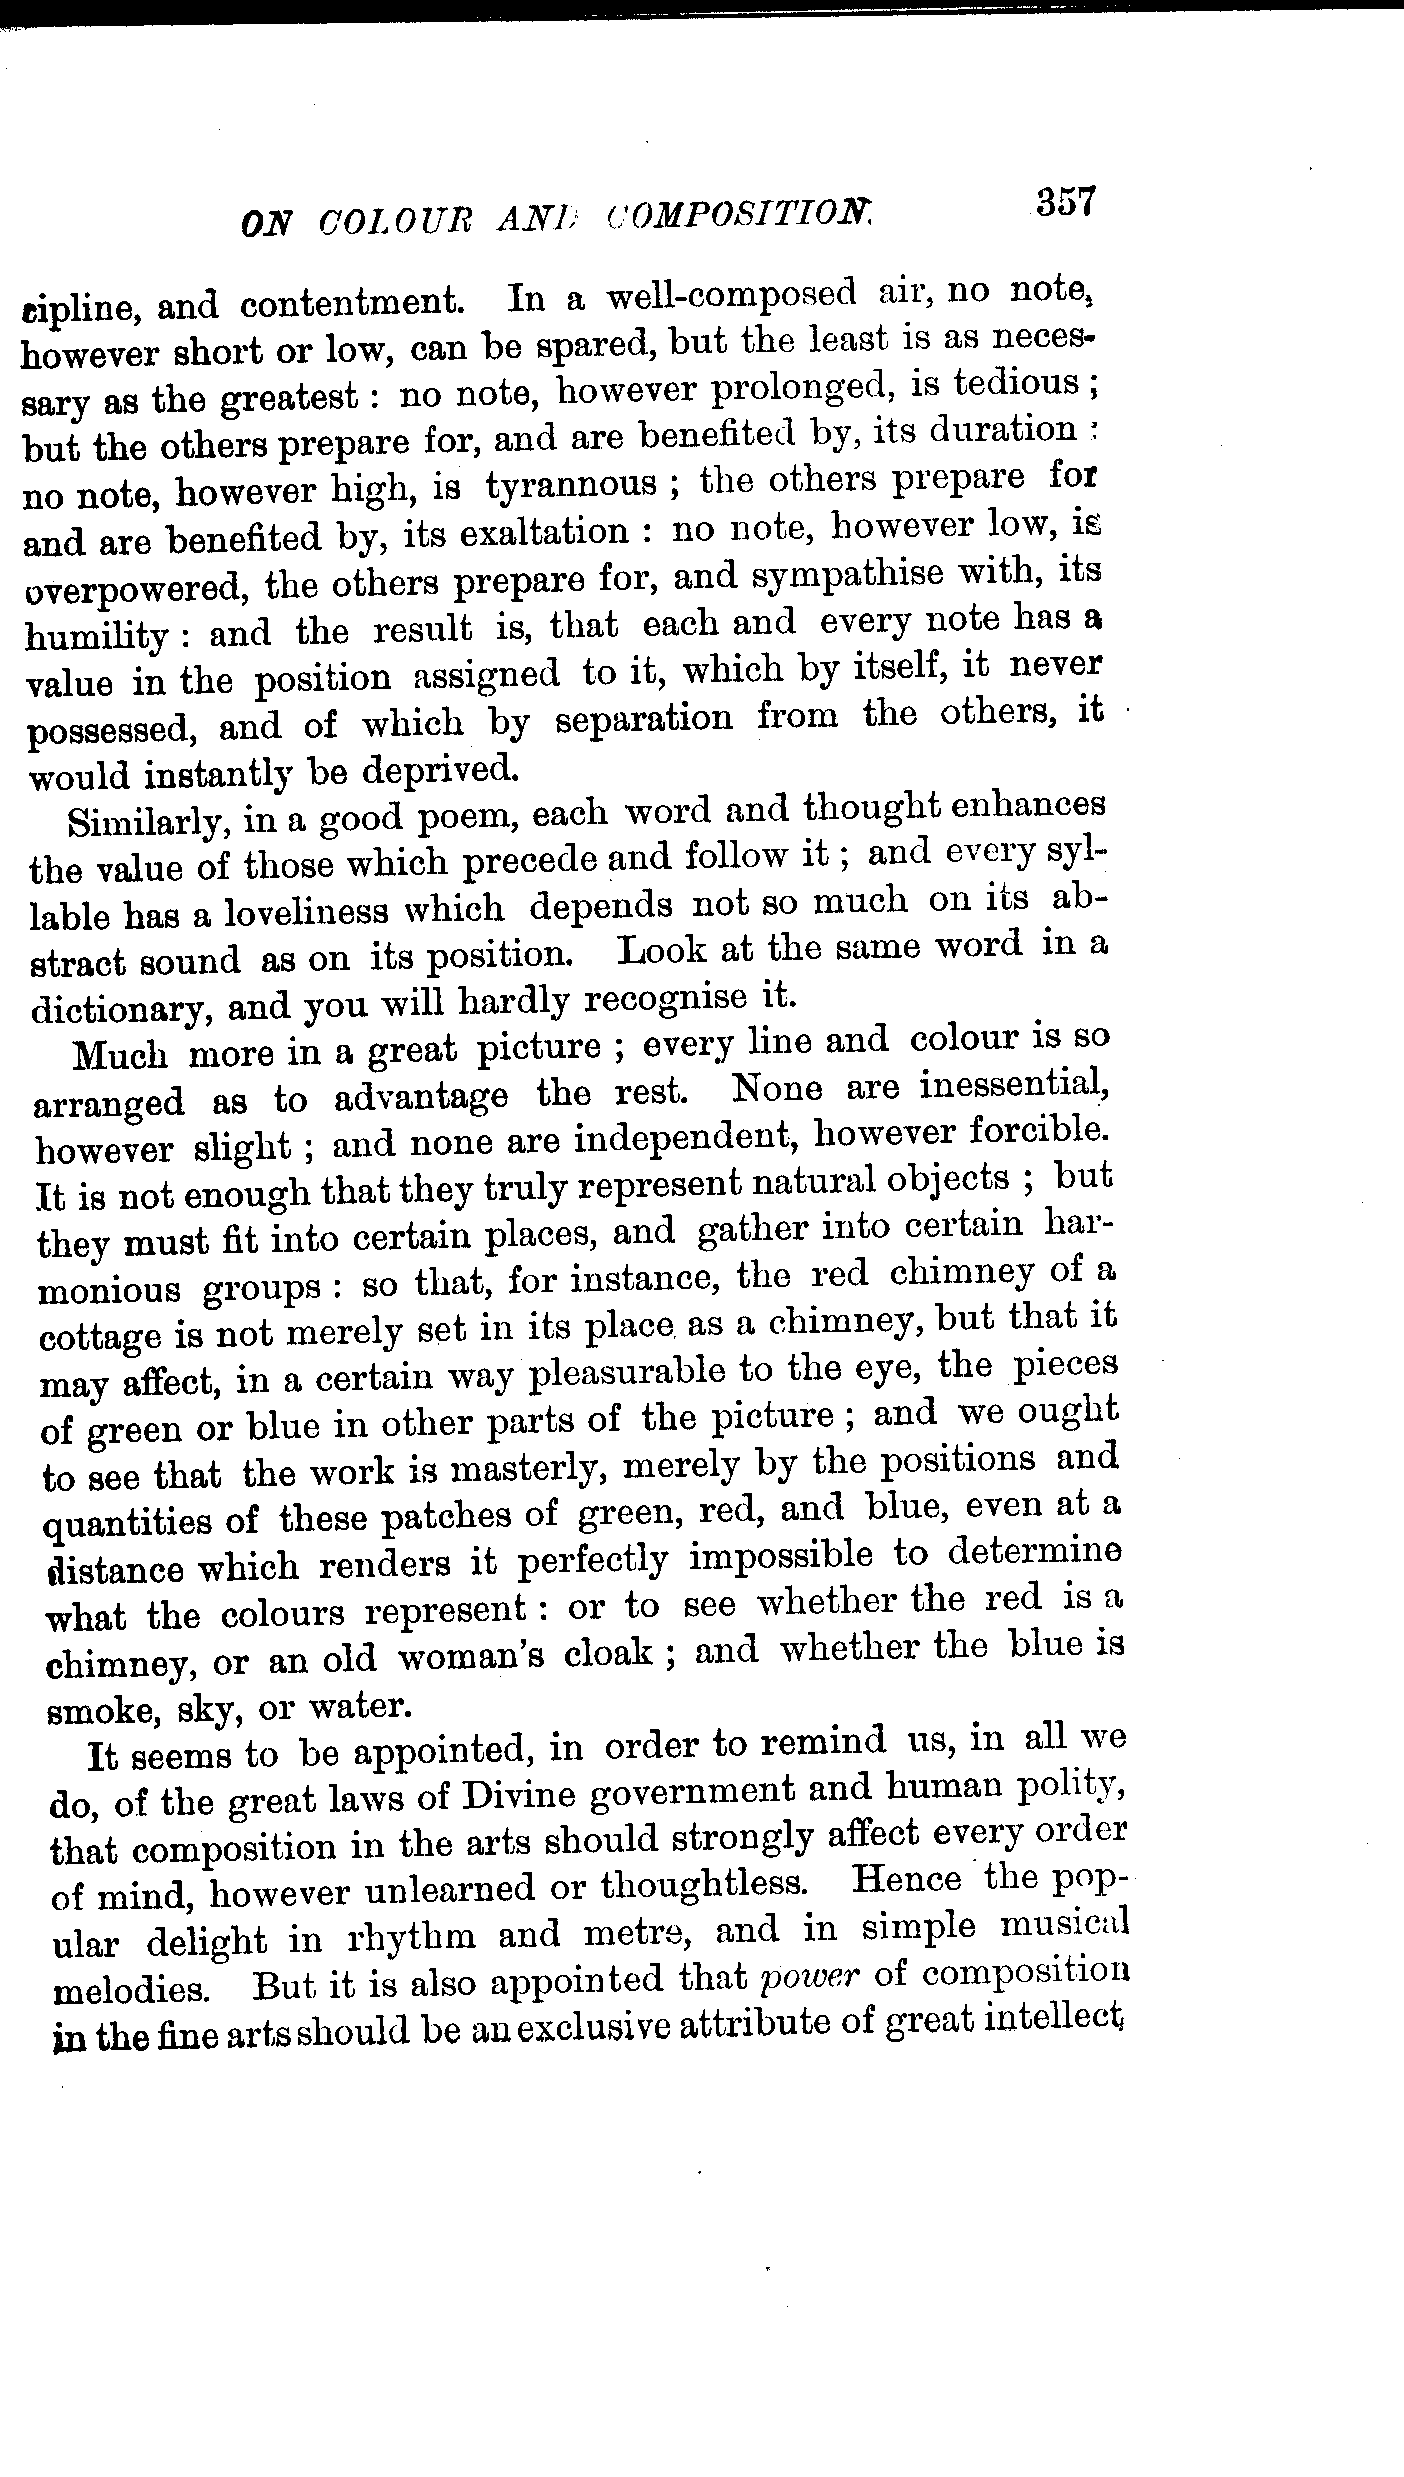 ON COLOUR AND COMPOSITION. 357
cipline, and contentment. In a well-composed air, no note,
however short or low, can be spared, but the least is as neces-
sary as the greatest : no note, however prolonged, is tedious ;
but the others prepare for, and are benefited by, its duration :
no note, however high, is tyrannous ; the others prepare for
and are benefited by, its exaltation : no note, however low, is
overpowered, the others prepare for, and sympathise with, its
humility : and the result is, that each and every note has a
value in the position assigned to it, which by itself, it never
possessed, and of which by separation from the others, it
would instantly be deprived.
Similarly, in a good poem, each word and thought enhances
the value of those which precede and follow it ; and every syl-
lable has a loveliness which depends not so much on its ab-
stract sound as on its position. Look at the same word in a
dictionary, and you will hardly recognise it.
Much more in a great picture ; every line and colour is so
arranged as to advantage the rest. None are inessential,
however slight ; and none are independent, however forcible.
It is not enough that they truly represent natural objects ; but
they must fit into certain places, and gather into certain har-
monious groups : so that, for instance, the red chimney of a
cottage is not merely set in its place as a chimney, but that it
may affect, in a certain way pleasurable to the eye, the pieces
of green or blue in other parts of the picture ; and we ought
to see that the work is masterly, merely by the positions and
quantities of these patches of green, red, and blue, even at a
distance which renders it perfectly impossible to determine
what the colours represent : or to see whether the red is a
chimney, or an old woman's cloak ; and whether the blue is
smoke, sky, or water.
It seems to be appointed, in order to remind us, in all we
do, of the great laws of Divine government and human polity,
that composition in the arts should strongly affect every order
of mind, however unlearned or thoughtless. Hence the pop-
ular delight in rhythm and metre, and in simple musical
melodies. But it is also appointed that power of composition
in the fine arts should be an exclusive attribute of great intellect,